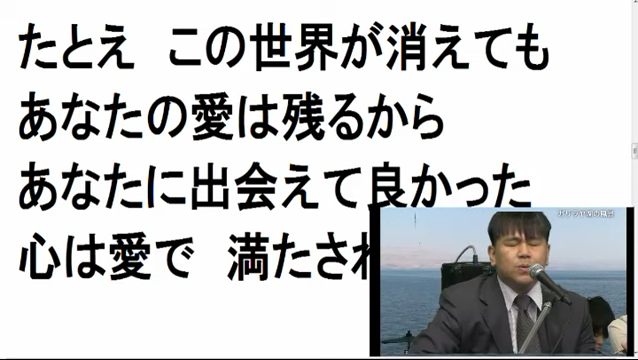 たとえ　この世界が消えても
あなたの愛は残るから
あなたに出会えて良かった
心は愛で　満たされ